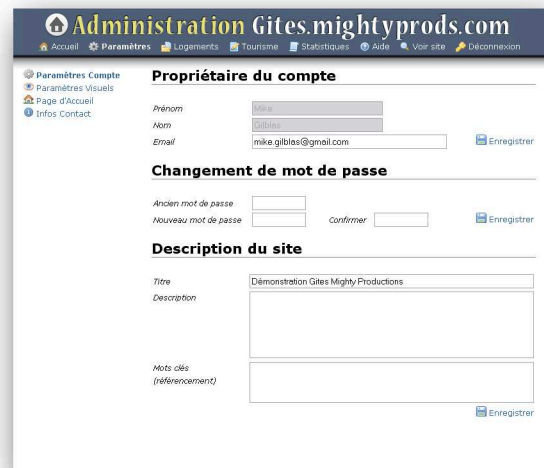 Administration Gites.mightyprods.com
Accueil Paramètres Logements Tourisme Statistiques Aide Voir site Déconnexion
Paramètres Compte
Paramètres Visuels
Page d'Accueil
Infos Contact
Propriétaire du compte
Prénom Mike
Nom Gilblas
Email mike.gilblas@gmail.com Enregistrer
Changement de mot de passe
Ancien mot de passe
Nouveau mot de passe Confirmer Enregistrer
Description du site
Titre Démonstration Gites Mighty Productions
Description
Mots clés
(référencement)
Enregistrer